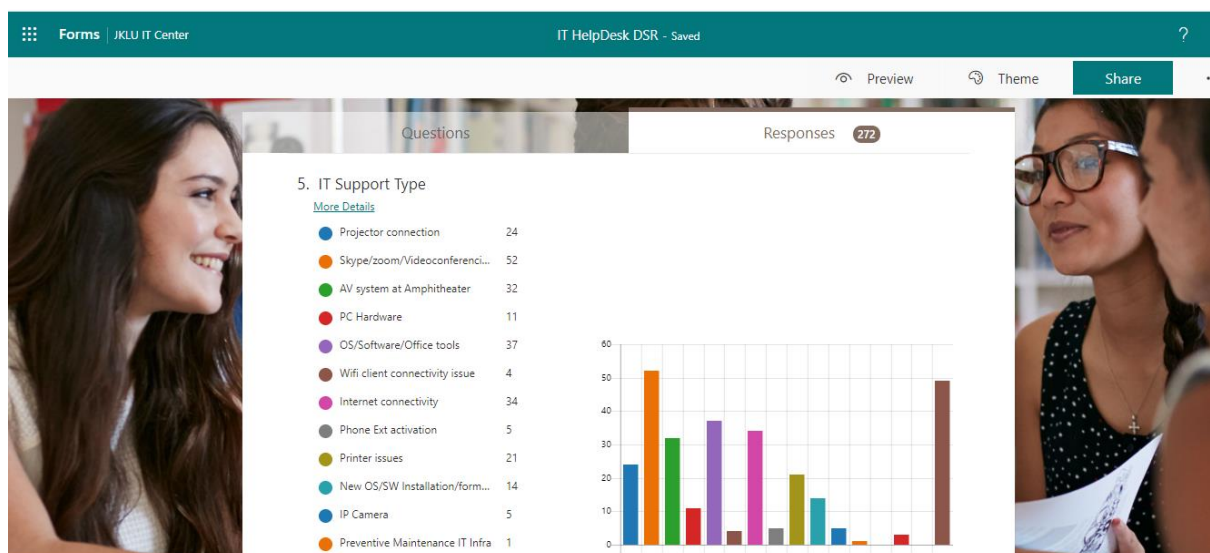 Forms JKLU IT Center IT HelpDesk DSR - Saved ?
Preview Theme Share
Questions Responses 272
5. IT Support Type
More Details
Projector connection 24
Skype/zoom/Videoconferenci... 52
AV system at Amphitheater 32
PC Hardware 11
OS/Software/Office tools 37
Wifi client connectivity issue 4
Internet connectivity 34
Phone Ext activation 5
Printer issues 21
New OS/SW Installation/form... 14
IP Camera 5
Preventive Maintenance IT Infra 1
60
50
40
30
20
10
0